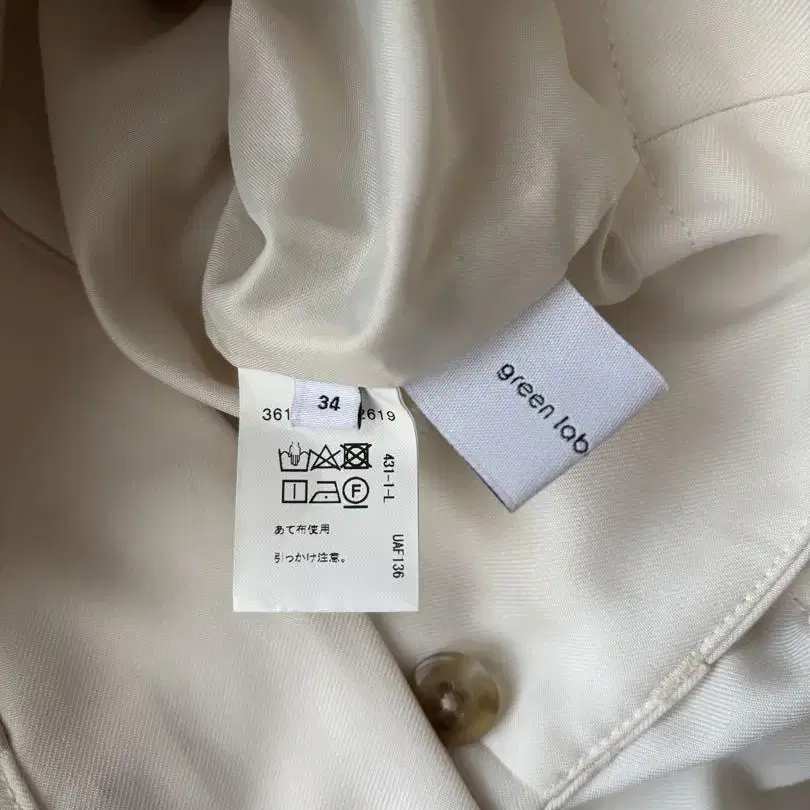 34
361
2619
431-1-L
UAF136
あて布使用
引っかけ注意。
green lab